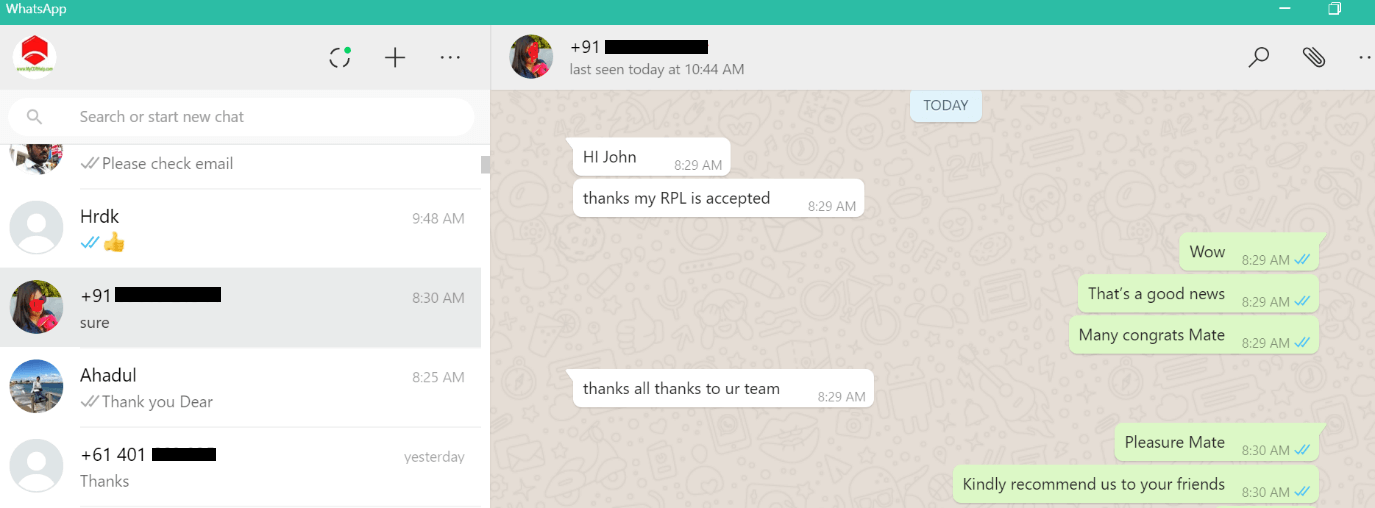 WhatsApp
Search or start new chat
Please check email
Hrdk
9:48 AM
+91
8:30 AM
sure
Ahadul
8:25 AM
Thank you Dear
+61 401
yesterday
Thanks
+91
last seen today at 10:44 AM
TODAY
HI John
8:29 AM
thanks my RPL is accepted
8:29 AM
Wow
8:29 AM
That's a good news
8:29 AM
Many congrats Mate
8:29 AM
thanks all thanks to ur team
8:29 AM
Pleasure Mate
8:30 AM
Kindly recommend us to your friends
8:30 AM